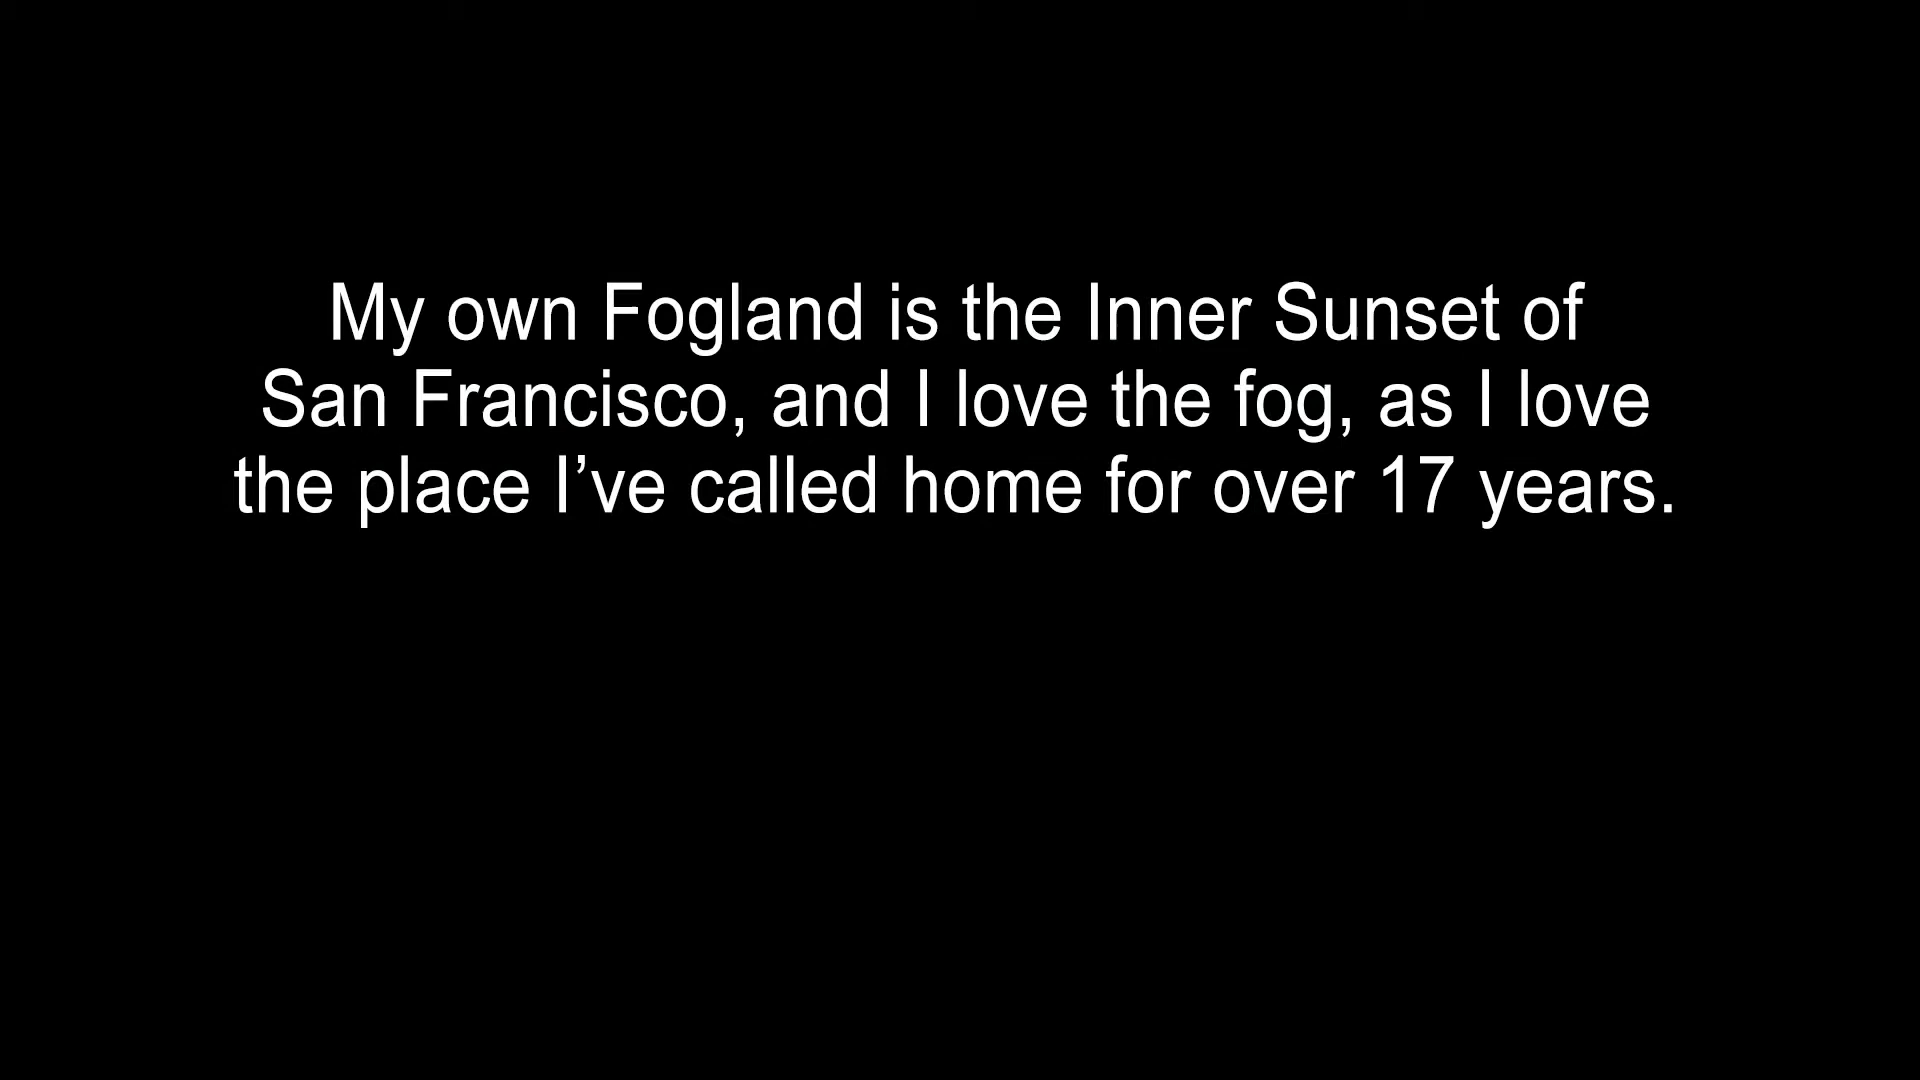 My own Fogland is the Inner Sunset of
San Francisco, and I love the fog, as I love
the place I’ve called home for over 17 years.